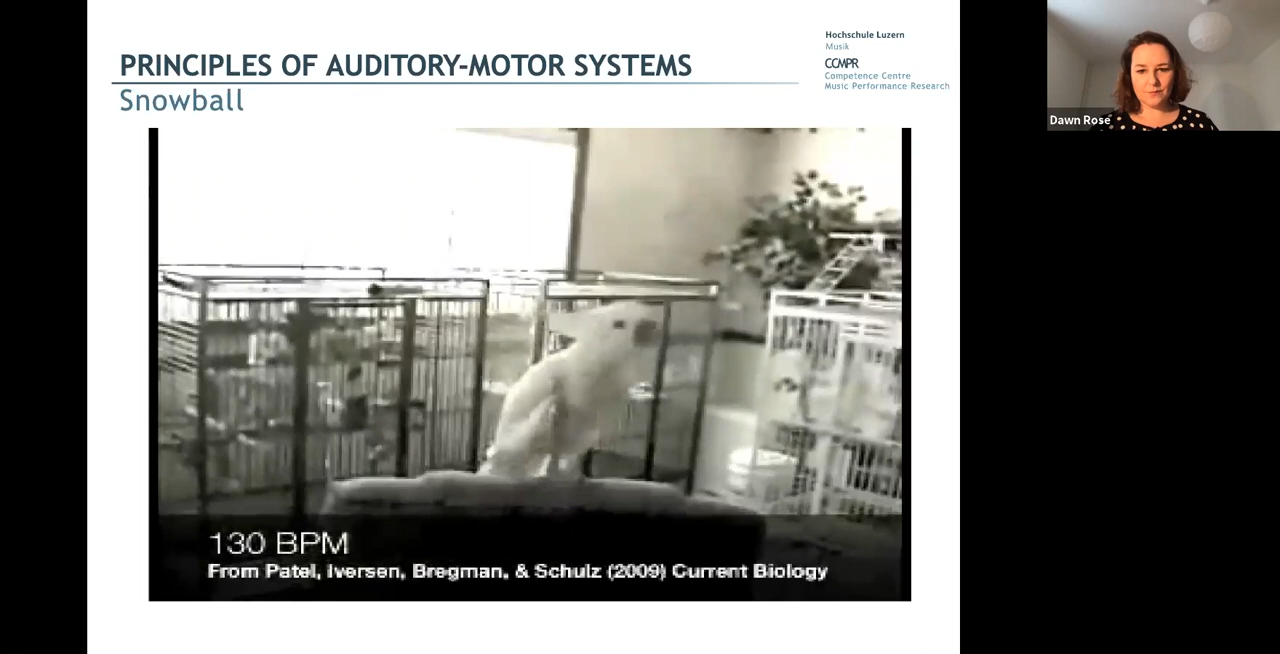 PRINCIPLES OF AUDITORY-MOTOR SYSTEMS
Snowball
Hochschule Luzern
Musik
CCMPR
Competence Centre
Music Performance Research
130 BPM
From Patel, Iversen, Bregman, & Schulz (2009) Current Biology
Dawn Rose